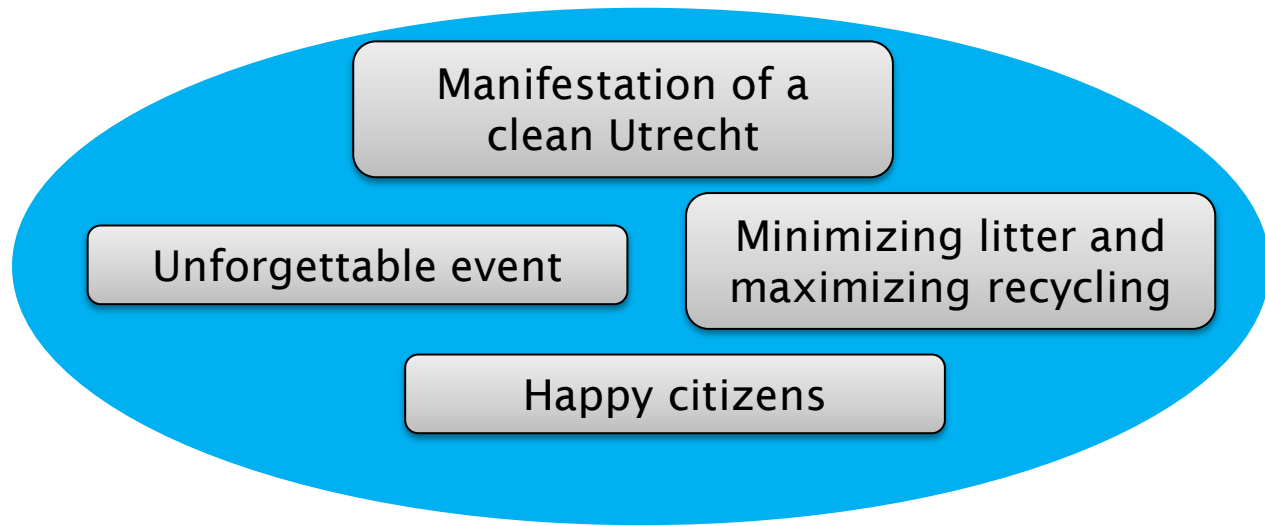 Manifestation of a
clean Utrecht
Unforgettable event
Minimizing litter and
maximizing recycling
Happy citizens